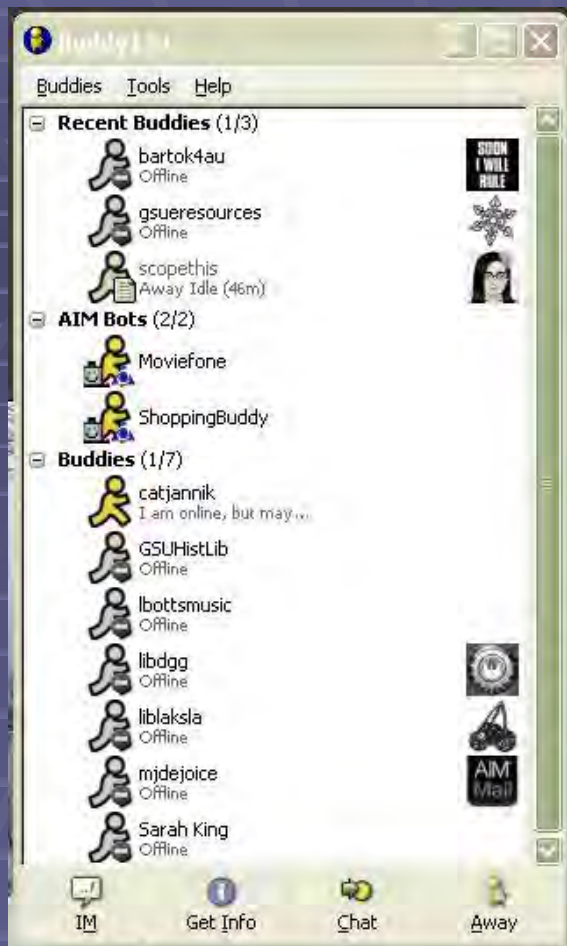 Buddy List
Buddies Tools Help
Recent Buddies (1/3)
bartok4au
Offline
SOON
I WILL
RULE
gsueresources
Offline
scopethis
Away Idle (46m)
AIM Bots (2/2)
Moviefone
ShoppingBuddy
Buddies (1/7)
catjannik
I am online, but may...
GSUHistLib
Offline
lbottsmusic
Offline
libdgg
Offline
liblaksla
Offline
mjdejoice
Offline
AIM
Mail
Sarah King
Offline
IM Get Info Chat Away